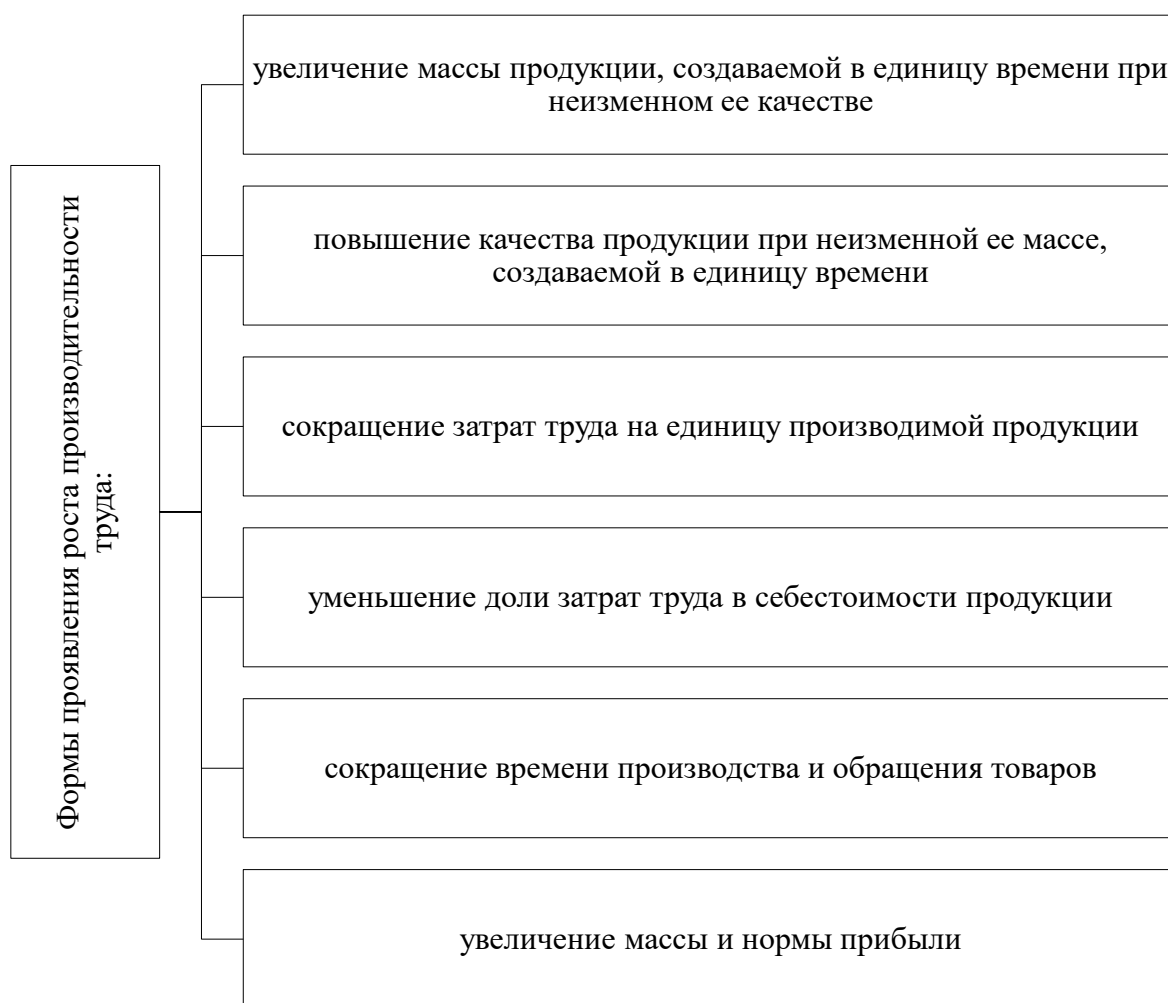 Формы проявления роста производительности
труда:
увеличение массы продукции, создаваемой в единицу времени при
неизменном ее качестве
повышение качества продукции при неизменной ее массе,
создаваемой в единицу времени
сокращение затрат труда на единицу производимой продукции
уменьшение доли затрат труда в себестоимости продукции
сокращение времени производства и обращения товаров
увеличение массы и нормы прибыли